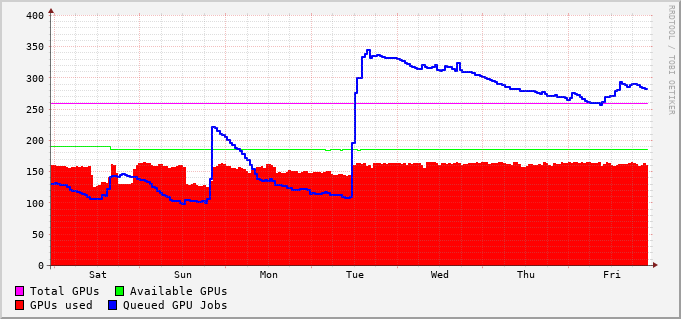 400
350
300
250
200
150
100
50
0
Sat Sun Mon Tue Wed Thu Fri
Total GPUs Available GPUs
GPUs used Queued GPU Jobs
RRDTOOL / TOBI OETIKER